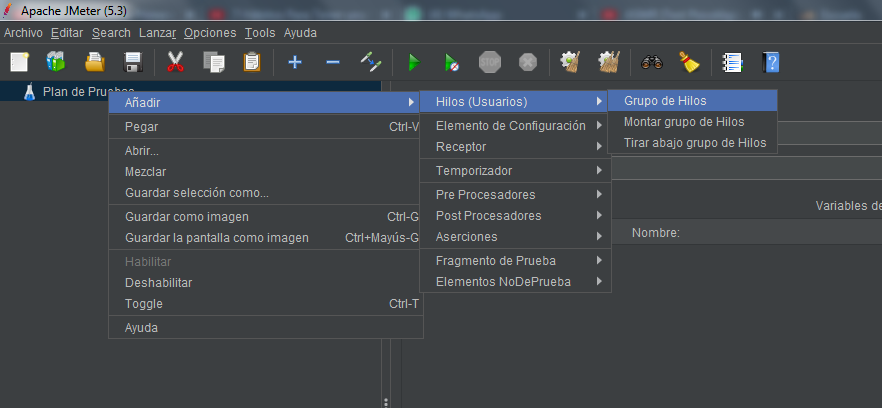 Apache JMeter (5.3)
Archivo Editar Search Lanzar Opciones Tools Ayuda
Plan de Pruebas
Añadir
Pegar Ctrl-V
Abrir...
Mezclar
Guardar selección como...
Guardar como imagen Ctrl-G
Guardar la pantalla como imagen Ctrl+Mayús-G
Habilitar
Deshabilitar
Toggle Ctrl-T
Ayuda
Hilos (Usuarios)
Elemento de Configuración
Receptor
Temporizador
Pre Procesadores
Post Procesadores
Aserciones
Fragmento de Prueba
Elementos NoDePrueba
Grupo de Hilos
Montar grupo de Hilos
Tirar abajo grupo de Hilos
Variables de
Nombre: